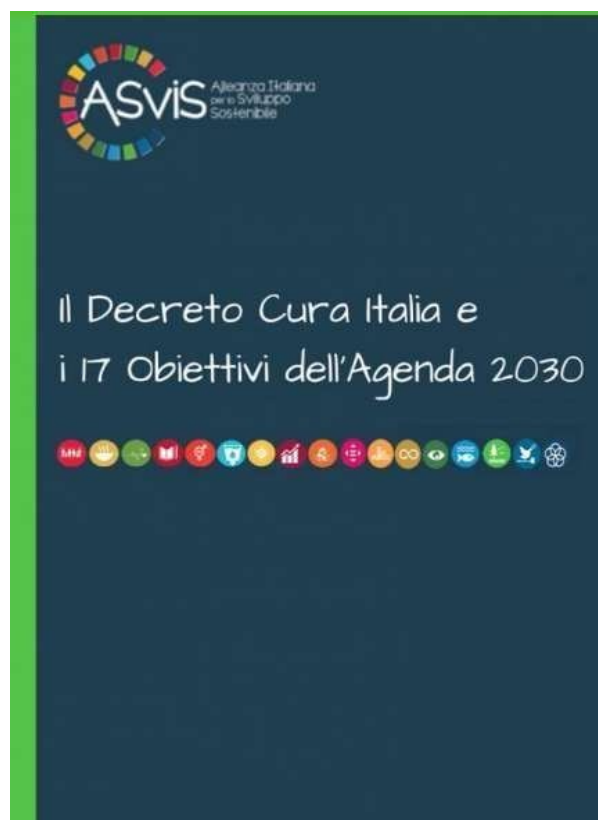 ASviS
Alleanza Italiana
per lo Sviluppo
Sostenibile
Il Decreto Cura Italia e
i 17 Obiettivi dell'Agenda 2030